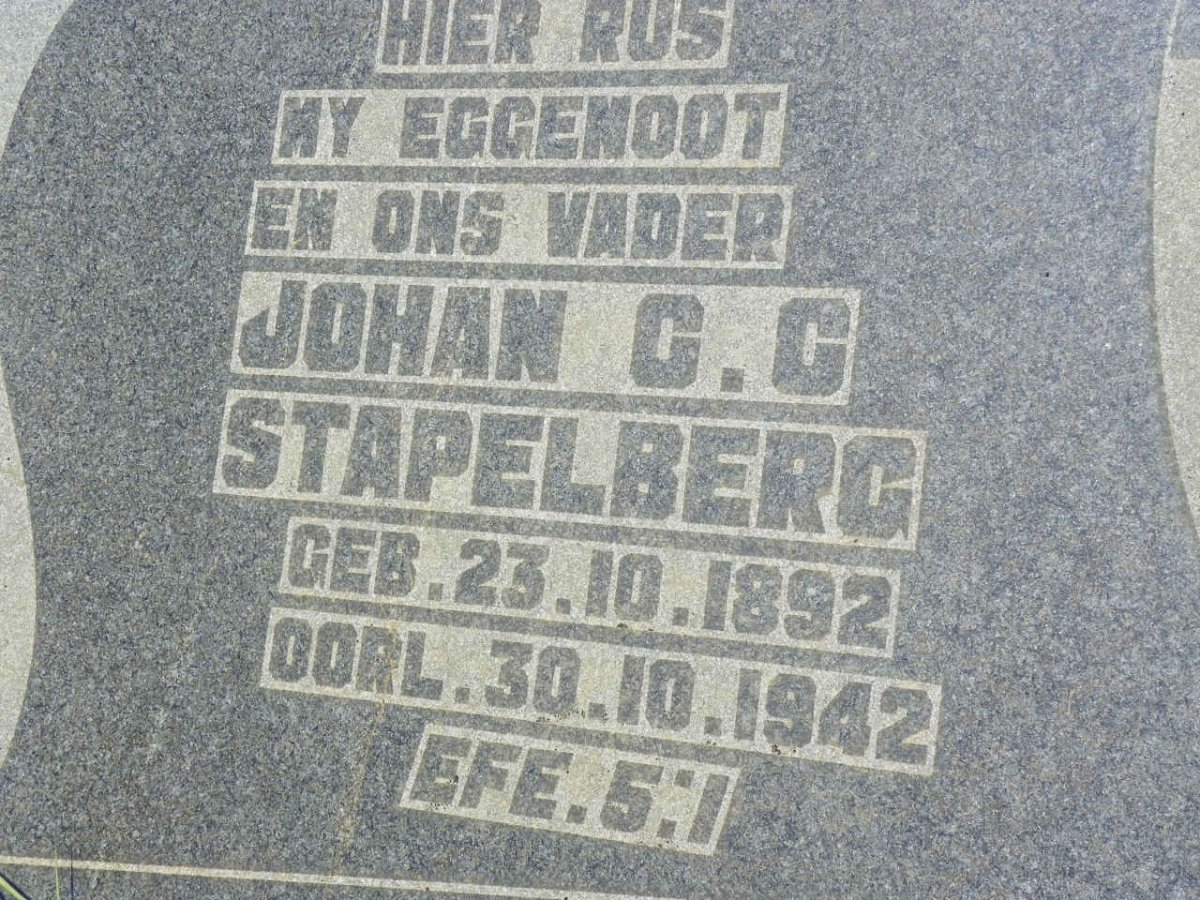 HIER RUS
MY EGGENOOT
EN ONS VADER
JOHAN C.C
STAPELBERG
GEB.23.10.1892
OORL.30.10.1942
EFE.5:1